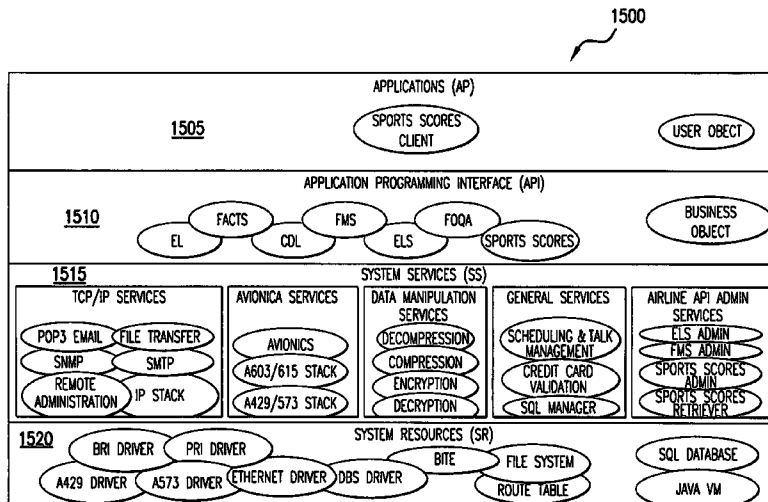 1500
APPLICATIONS (AP)
1505
SPORTS SCORES
CLIENT
USER OBECT
APPLICATION PROGRAMMING INTERFACE (API)
1510
FACTS
FMS
FOQA
EL
CDL
ELS
SPORTS SCORES
BUSINESS
OBJECT
1515
SYSTEM SERVICES (SS)
TCP/IP SERVICES
POP3 EMAIL
FILE TRANSFER
SNMP
SMTP
REMOTE
ADMINISTRATION
IP STACK
AVIONICA SERVICES
AVIONICS
A603/615 STACK
A429/573 STACK
DATA MANIPULATION
SERVICES
DECOMPRESSION
COMPRESSION
ENCRYPTION
DECRYPTION
GENERAL SERVICES
SCHEDULING & TALK
MANAGEMENT
CREDIT CARD
VALIDATION
SQL MANAGER
AIRLINE API ADMIN
SERVICES
ELS ADMIN
FMS ADMIN
SPORTS SCORES
ADMIN
SPORTS SCORES
RETRIEVER
1520
SYSTEM RESOURCES (SR)
BRI DRIVER
PRI DRIVER
BITE
FILE SYSTEM
SQL DATABASE
A429 DRIVER
A573 DRIVER
ETHERNET DRIVER
DBS DRIVER
ROUTE TABLE
JAVA VM